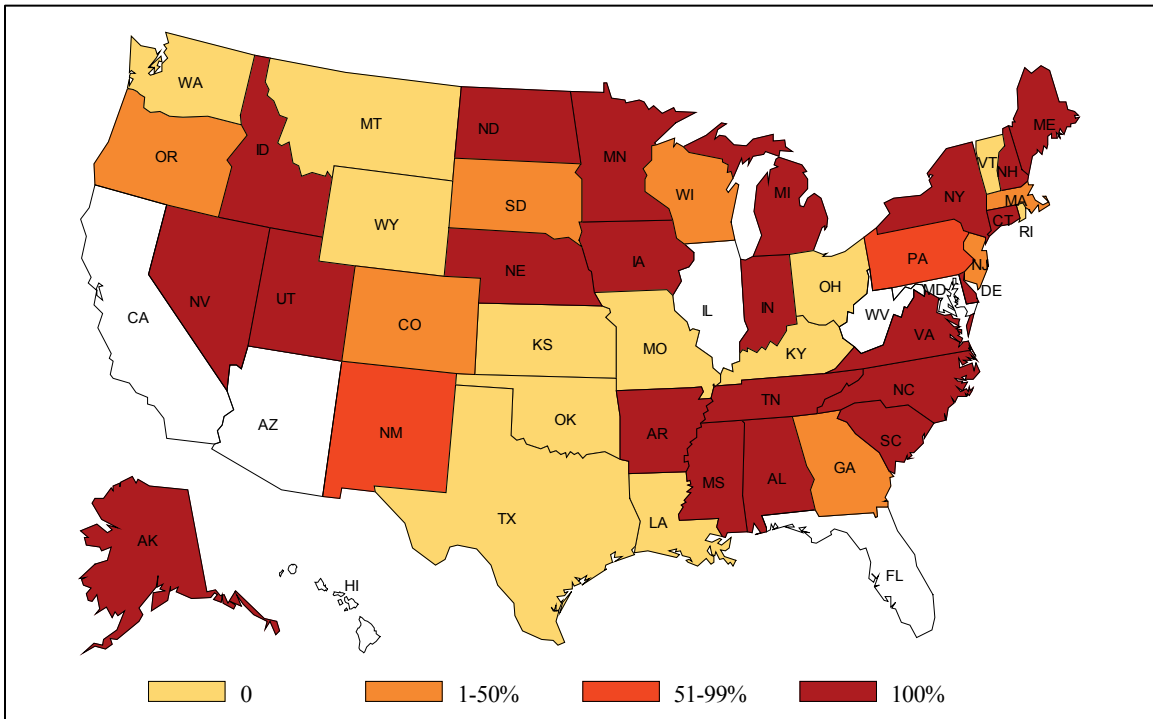 WA
MT
ND
MN
ME
VT
NH
OR
ID
WY
SD
WI
MI
NY
MA
CT
RI
NV
UT
NE
IA
PA
NJ
CA
CO
KS
MO
IL
IN
OH
MD
DE
WV
VA
KY
AZ
NM
OK
AR
TN
NC
SC
TX
LA
MS
AL
GA
AK
HI
FL
0
1-50%
51-99%
100%